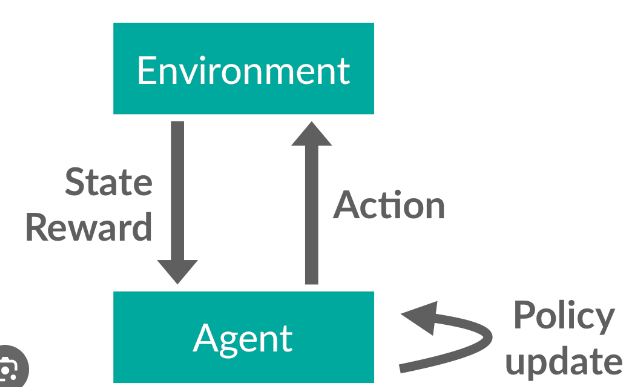 Environment
State
Reward
Action
Agent
Policy
update